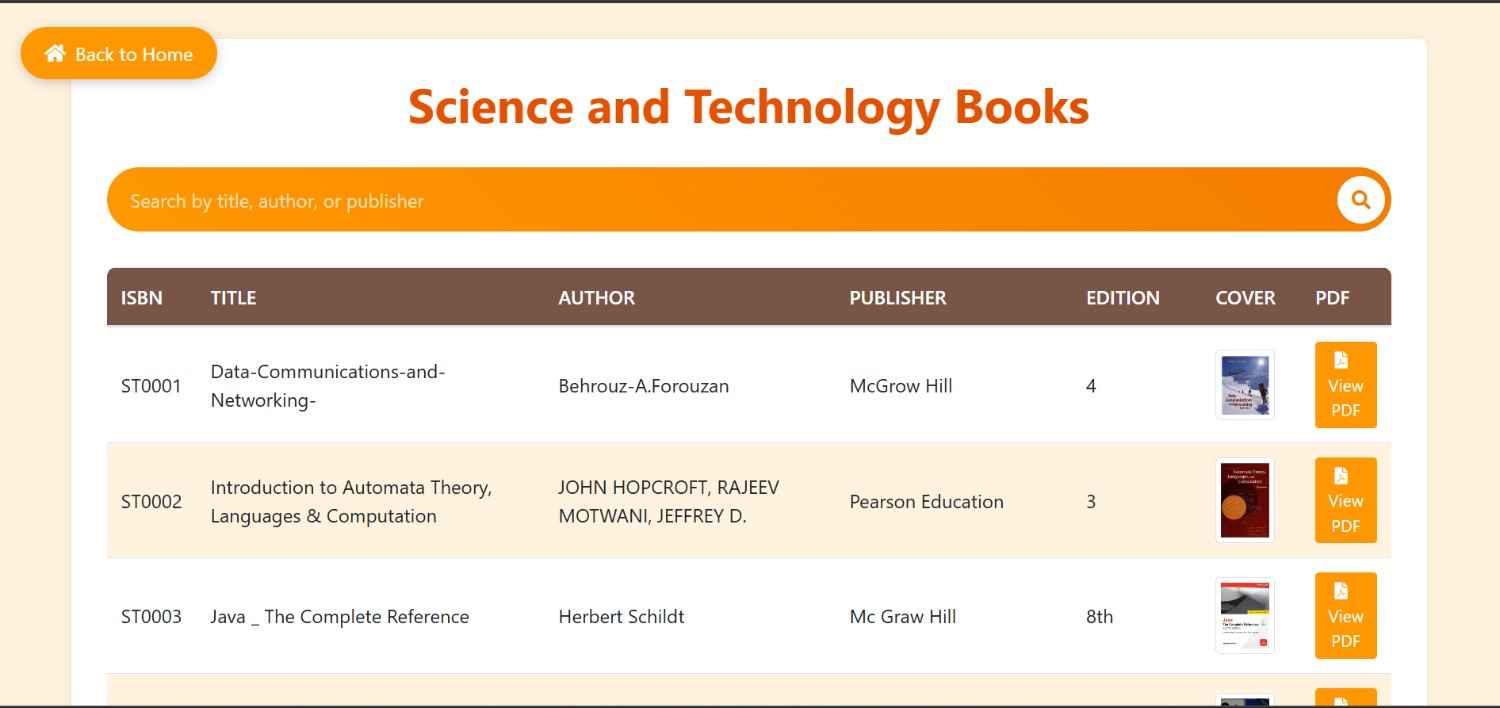 Back to Home
Science and Technology Books
Search by title, author, or publisher
ISBN TITLE AUTHOR PUBLISHER EDITION COVER PDF
ST0001 Data-Communications-and-Networking- Behrouz-A.Forouzan McGrow Hill 4 View PDF
ST0002 Introduction to Automata Theory, Languages & Computation JOHN HOPCROFT, RAJEEV MOTWANI, JEFFREY D. Pearson Education 3 View PDF
ST0003 Java _ The Complete Reference Herbert Schildt Mc Graw Hill 8th View PDF